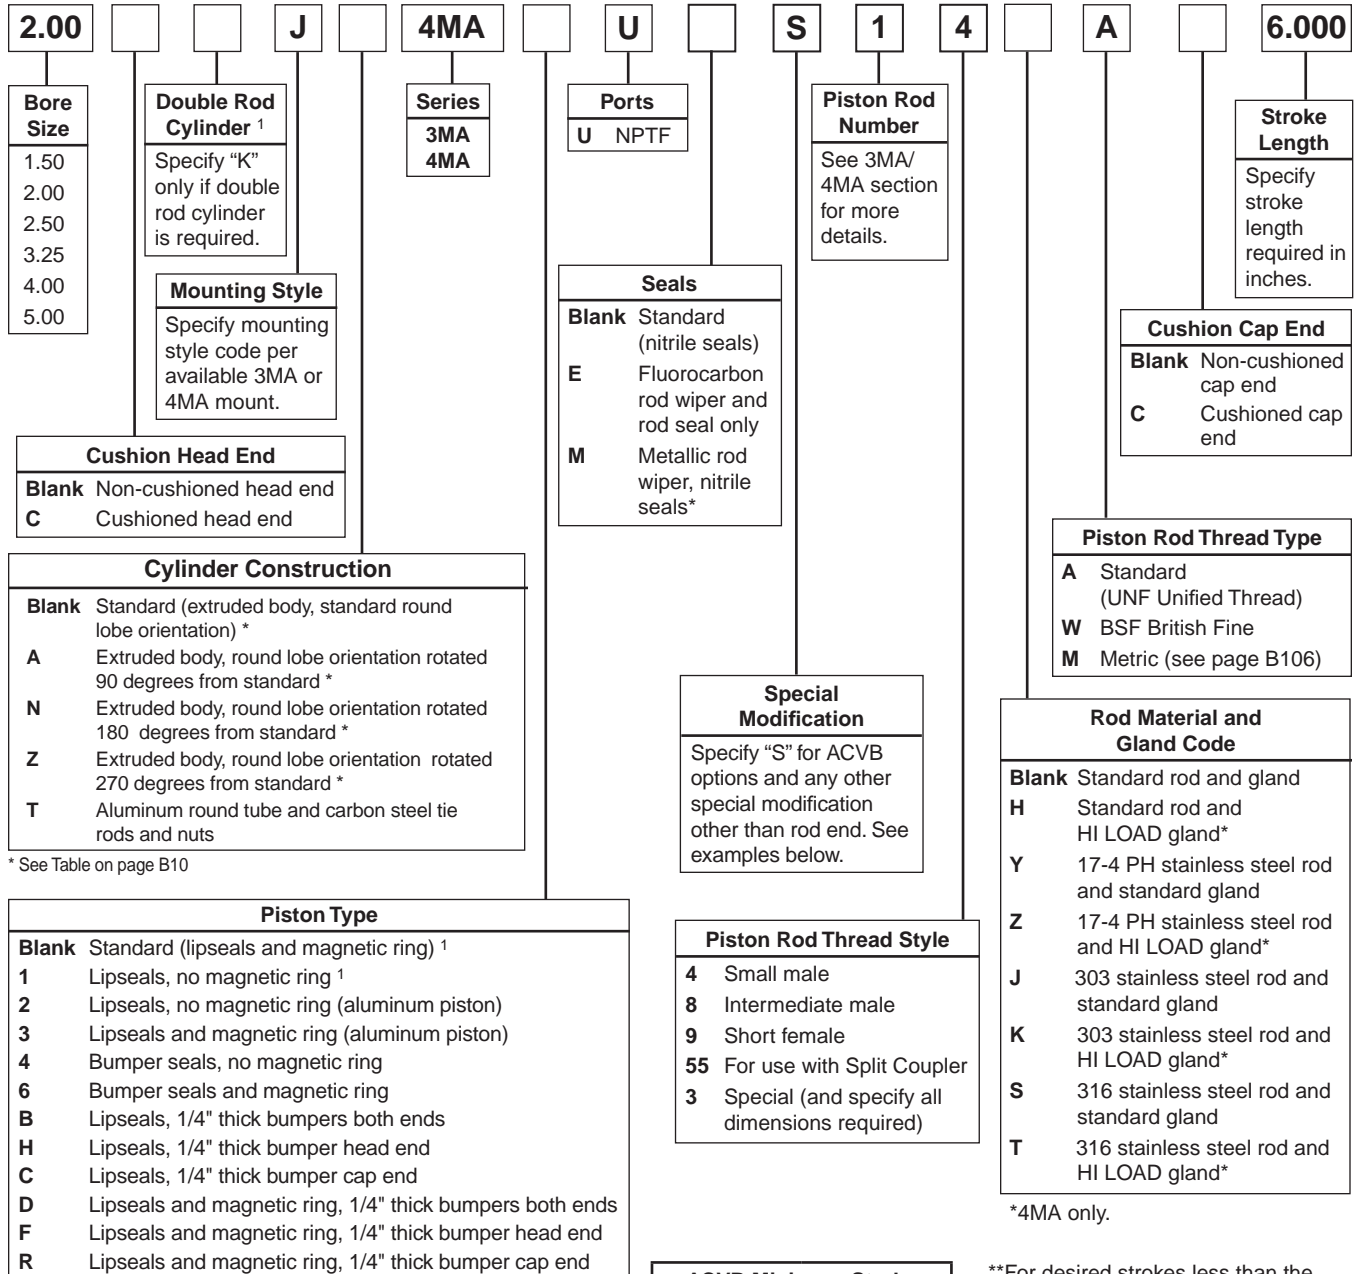 2.00 J 4MA U S 1 4 A 6.000
Bore
Size
1.50
2.00
2.50
3.25
4.00
5.00
Double Rod
Cylinder 1
Specify “K”
only if double
rod cylinder
is required.
Series
3MA
4MA
Ports
U NPTF
Piston Rod
Number
See 3MA/
4MA section
for more
details.
Stroke
Length
Specify
stroke
length
required in
inches.
Mounting Style
Specify mounting
style code per
available 3MA or
4MA mount.
Seals
Blank Standard
(nitrile seals)
E Fluorocarbon
rod wiper and
rod seal only
M Metallic rod
wiper, nitrile
seals*
Cushion Cap End
Blank Non-cushioned
cap end
C Cushioned cap
end
Cushion Head End
Blank Non-cushioned head end
C Cushioned head end
Piston Rod Thread Type
A Standard
(UNF Unified Thread)
W BSF British Fine
M Metric (see page B106)
Cylinder Construction
Blank Standard (extruded body, standard round
lobe orientation) *
A Extruded body, round lobe orientation rotated
90 degrees from standard *
N Extruded body, round lobe orientation rotated
180 degrees from standard *
Z Extruded body, round lobe orientation rotated
270 degrees from standard *
T Aluminum round tube and carbon steel tie
rods and nuts
* See Table on page B10
Special
Modification
Specify “S” for ACVB
options and any other
special modification
other than rod end. See
examples below.
Rod Material and
Gland Code
Blank Standard rod and gland
H Standard rod and
HI LOAD gland*
Y 17-4 PH stainless steel rod
and standard gland
Z 17-4 PH stainless steel rod
and HI LOAD gland*
J 303 stainless steel rod and
standard gland
K 303 stainless steel rod and
HI LOAD gland*
S 316 stainless steel rod and
standard gland
T 316 stainless steel rod and
HI LOAD gland*
*4MA only.
Piston Type
Blank Standard (lipseals and magnetic ring) 1
1 Lipseals, no magnetic ring 1
2 Lipseals, no magnetic ring (aluminum piston)
3 Lipseals and magnetic ring (aluminum piston)
4 Bumper seals, no magnetic ring
6 Bumper seals and magnetic ring
B Lipseals, 1/4" thick bumpers both ends
H Lipseals, 1/4" thick bumper head end
C Lipseals, 1/4" thick bumper cap end
D Lipseals and magnetic ring, 1/4" thick bumpers both ends
F Lipseals and magnetic ring, 1/4" thick bumper head end
R Lipseals and magnetic ring, 1/4" thick bumper cap end
Piston Rod Thread Style
4 Small male
8 Intermediate male
9 Short female
55 For use with Split Coupler
3 Special (and specify all
dimensions required)
**For desired strokes less than the